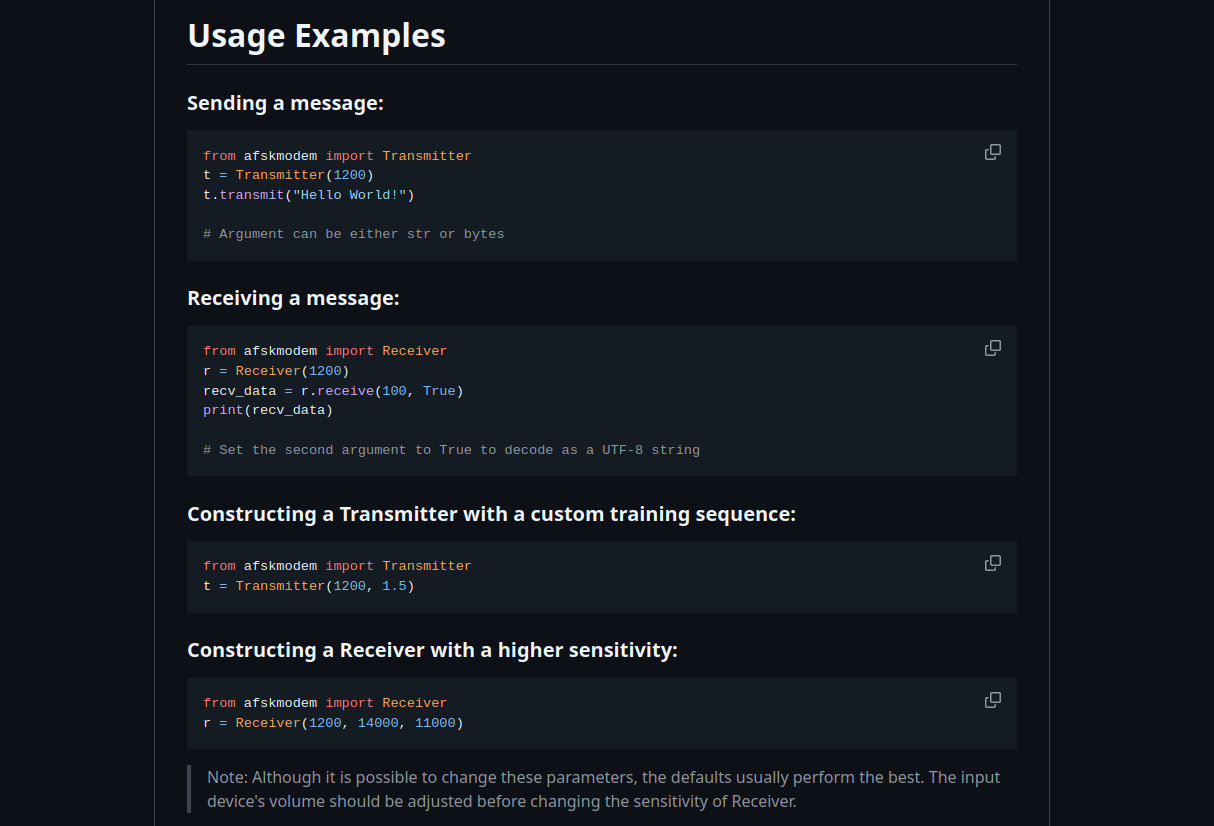 Usage Examples
Sending a message:
from afskmodem import Transmitter
t = Transmitter(1200)
t.transmit("Hello World!")
# Argument can be either str or bytes
Receiving a message:
from afskmodem import Receiver
r = Receiver(1200)
recv_data = r.receive(100, True)
print(recv_data)
# Set the second argument to True to decode as a UTF-8 string
Constructing a Transmitter with a custom training sequence:
from afskmodem import Transmitter
t = Transmitter(1200, 1.5)
Constructing a Receiver with a higher sensitivity:
from afskmodem import Receiver
r = Receiver(1200, 14000, 11000)
Note: Although it is possible to change these parameters, the defaults usually perform the best. The input
device's volume should be adjusted before changing the sensitivity of Receiver.